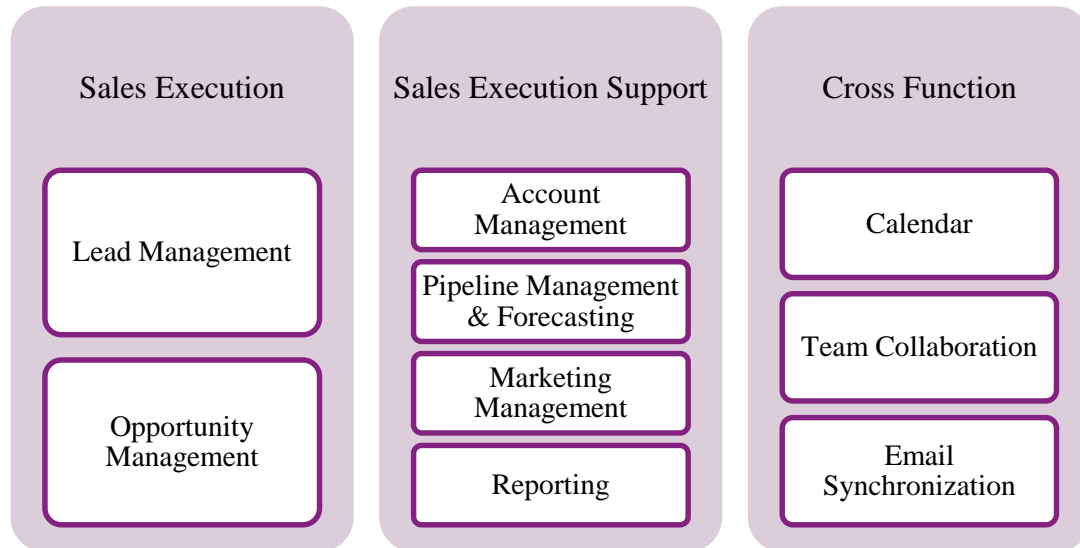 Sales Execution
Lead Management
Opportunity
Management
Sales Execution Support
Account
Management
Pipeline Management
& Forecasting
Marketing
Management
Reporting
Cross Function
Calendar
Team Collaboration
Email
Synchronization